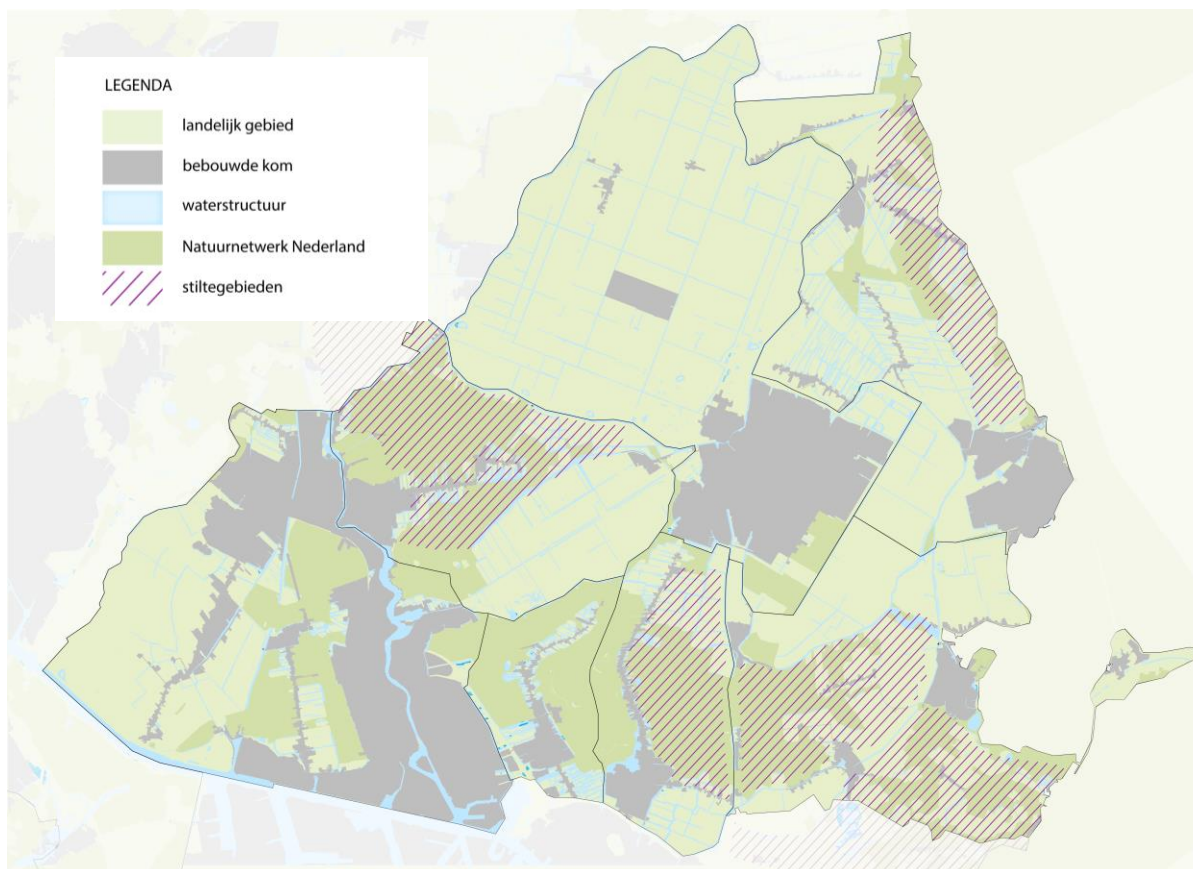 LEGENDA
landelijk gebied
bebouwde kom
waterstructuur
Natuurnetwerk Nederland
stiltegebieden